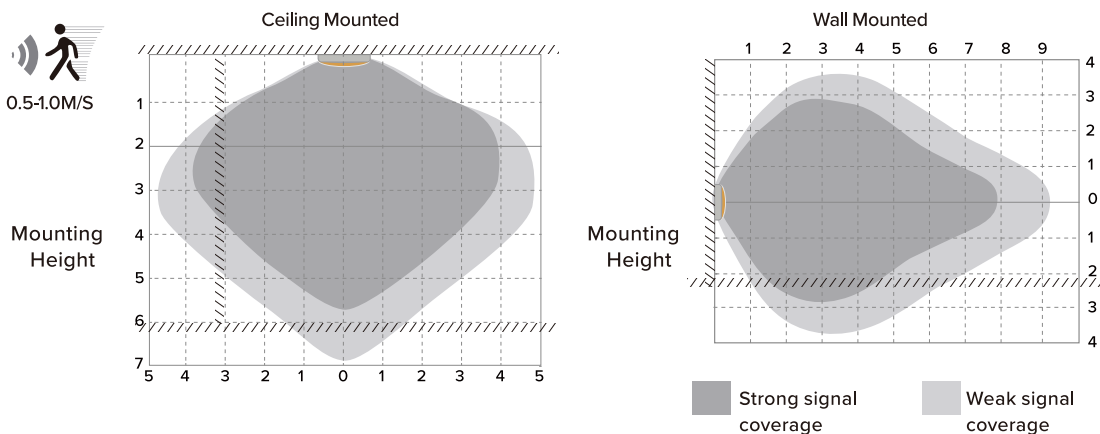 0.5-1.0M/S
Ceiling Mounted
1
2
3
4
5
6
7
Mounting
Height
5 4 3 2 1 0 1 2 3 4 5
Wall Mounted
1 2 3 4 5 6 7 8 9
4
3
2
1
0
1
2
3
4
Mounting
Height
Strong signal
coverage
Weak signal
coverage